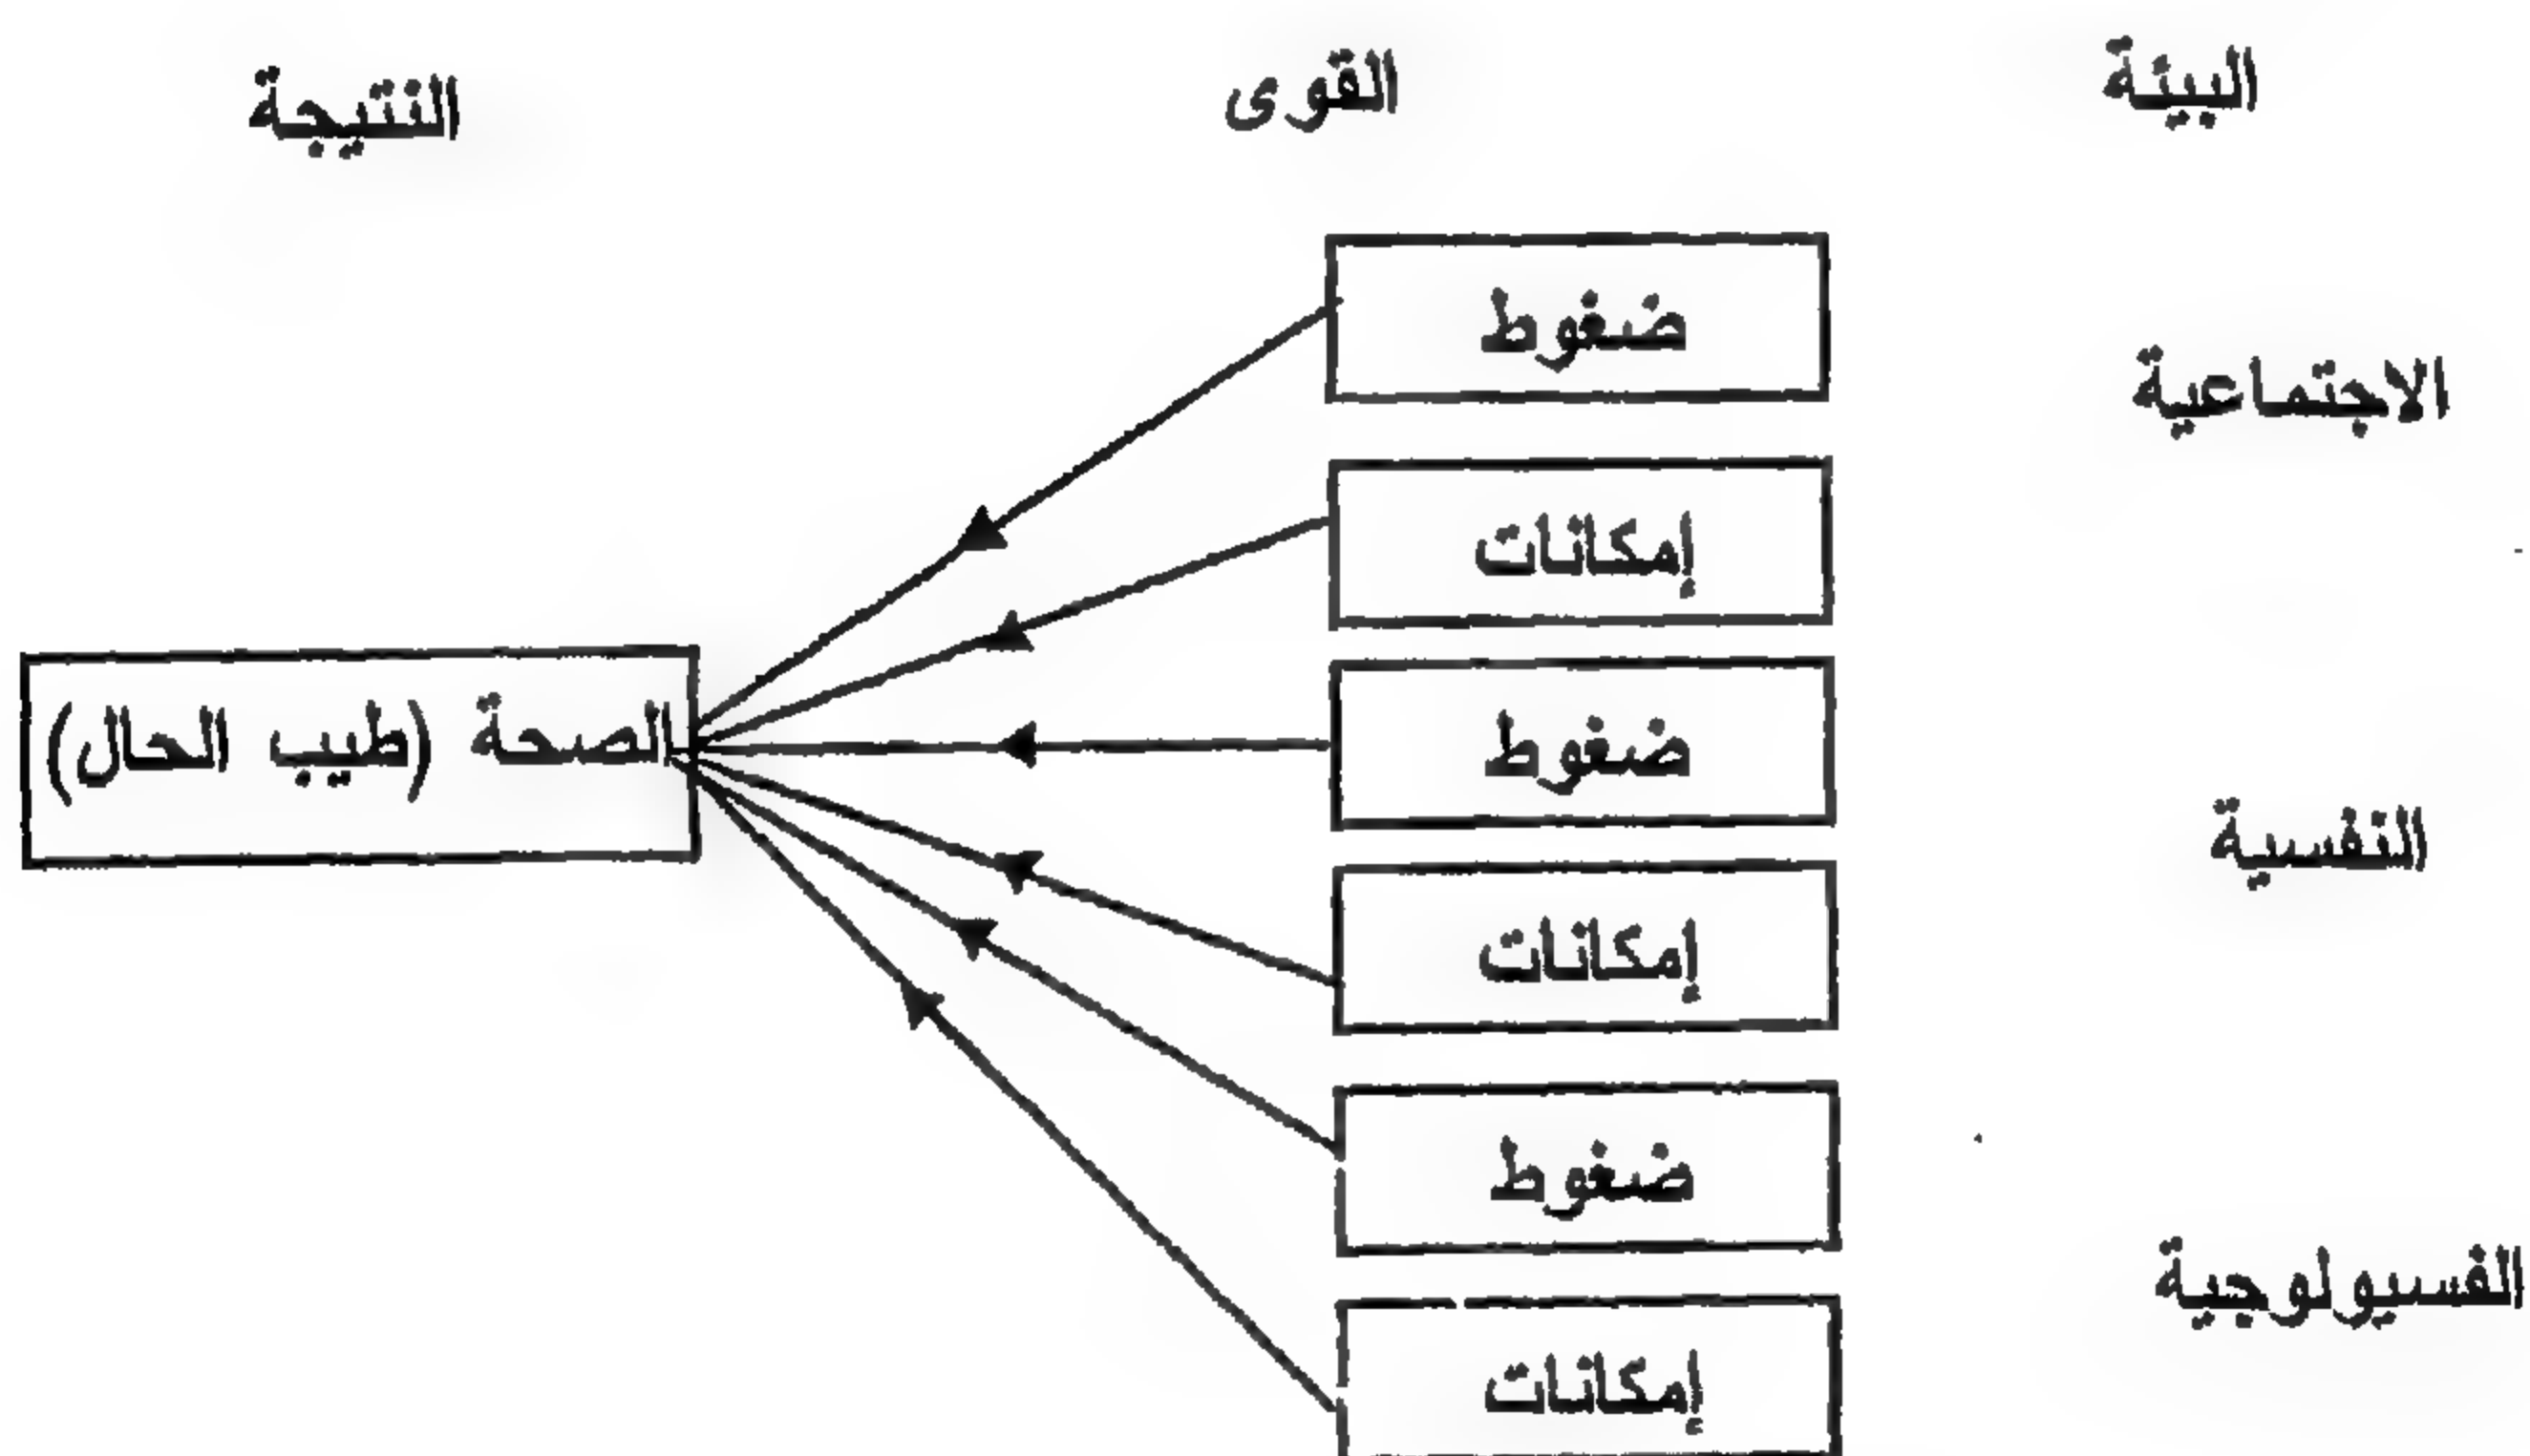 البيئة القوى النتيجة
ضغوط
الاجتماعية
إمكانات
ضغوط
الصحة (طيب الحال)
النفسية
إمكانات
ضغوط
الفسيولوجية
إمكانات